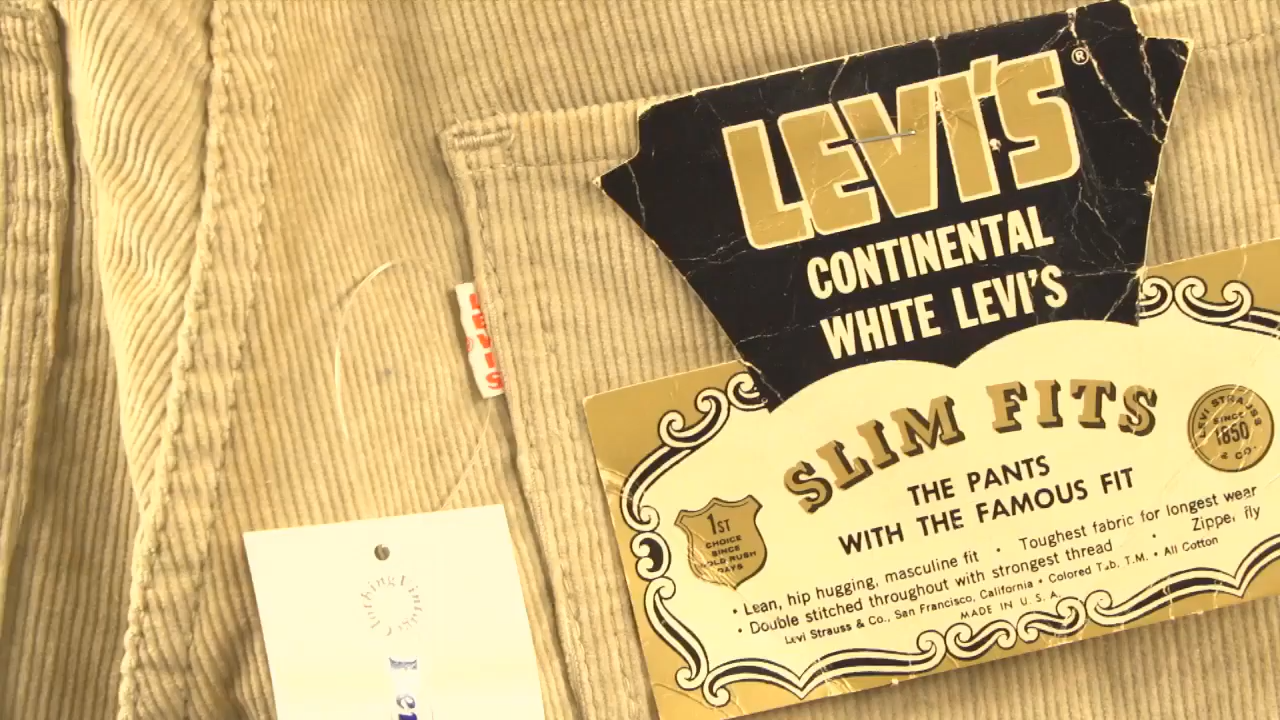 LEVI'S®
CONTINENTAL
WHITE LEVI'S
LEVI'S
SLIM FITS
LEVI STRAUSS
SINCE
1850
& CO.
THE PANTS
WITH THE FAMOUS FIT
1ST
CHOICE
SINCE
GOLD RUSH
DAYS
• Lean, hip hugging, masculine fit • Toughest fabric for longest wear
• Double stitched throughout with strongest thread • Zipper fly
Levi Strauss & Co., San Francisco, California • Colored Tab. T.M. • All Cotton
MADE IN U. S. A.